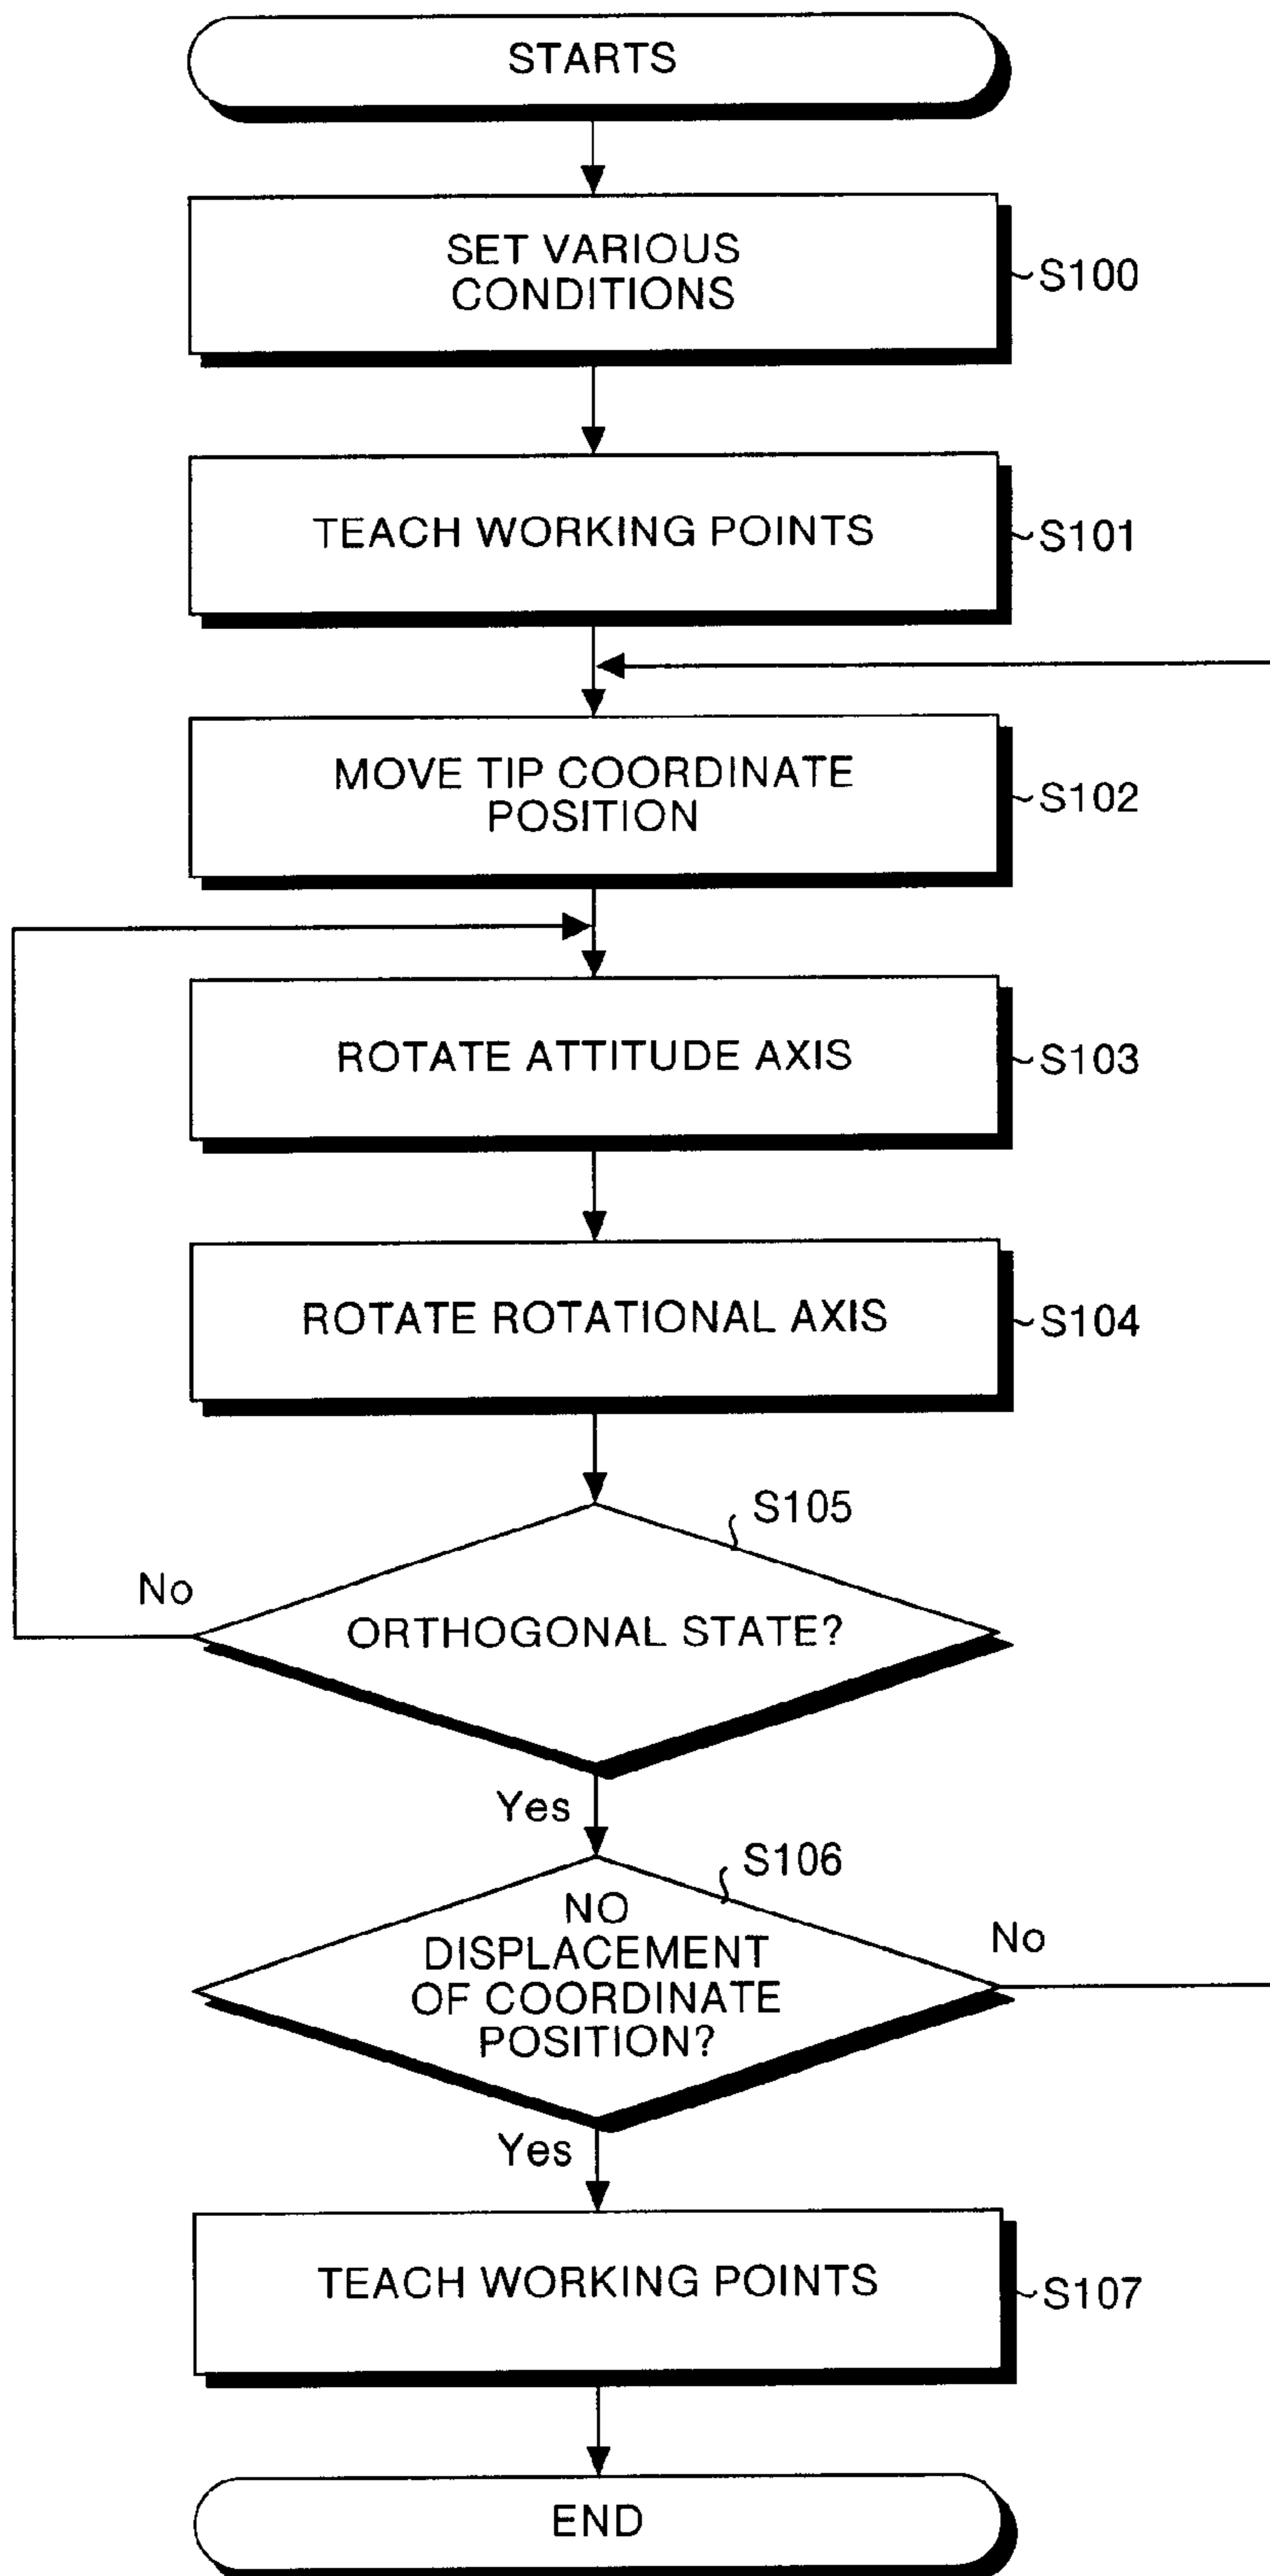 STARTS
SET VARIOUS
CONDITIONS
S100
TEACH WORKING POINTS
S101
MOVE TIP COORDINATE
POSITION
S102
ROTATE ATTITUDE AXIS
S103
ROTATE ROTATIONAL AXIS
S104
S105
No
ORTHOGONAL STATE?
Yes
S106
NO
DISPLACEMENT
OF COORDINATE
POSITION?
No
Yes
TEACH WORKING POINTS
S107
END